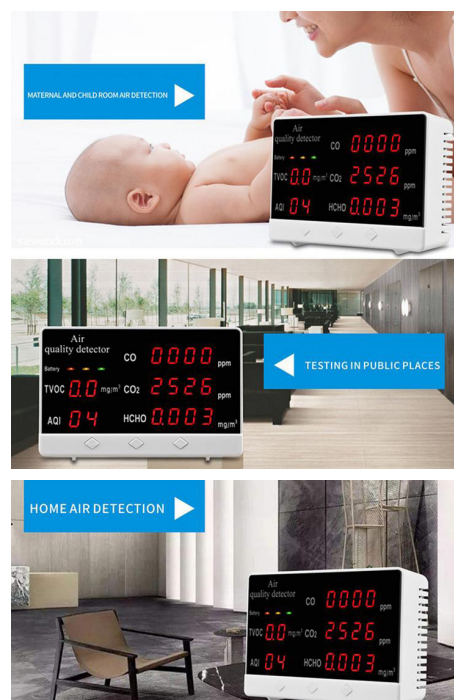 MATERNAL AND CHILD ROOM AIR DETECTION
Air
quality detector
CO 0000 ppm
Battery
TVOC 0.0 mg/m³ CO2 2526 ppm
AQI 04 HCHO 0.003 mg/m³
Air
quality detector
CO 0000 ppm
Battery
TVOC 0.0 mg/m³ CO2 2526 ppm
AQI 04 HCHO 0.003 mg/m³
TESTING IN PUBLIC PLACES
HOME AIR DETECTION
Air
quality detector
CO 0000 ppm
Battery
TVOC 0.0 mg/m³ CO2 2526 ppm
AQI 04 HCHO 0.003 mg/m³